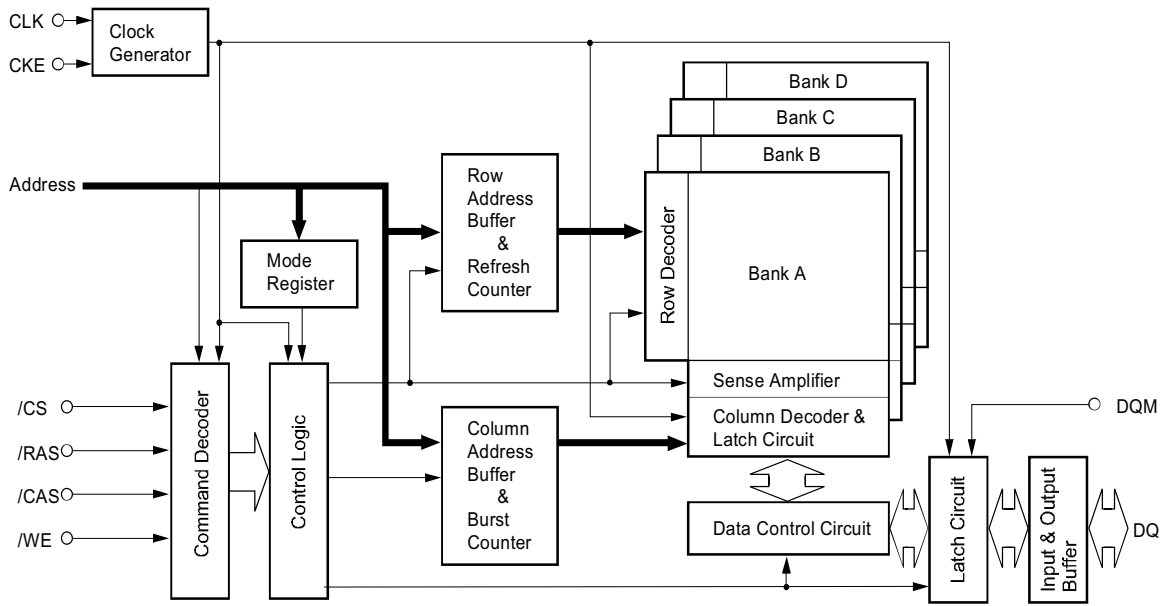 CLK
CKE
Clock
Generator
Bank D
Bank C
Bank B
Address
Row
Address
Buffer
&
Refresh
Counter
Mode
Register
Row Decoder
Bank A
Sense Amplifier
Column Decoder &
Latch Circuit
/CS
/RAS
/CAS
/WE
Command Decoder
Control Logic
Column
Address
Buffer
&
Burst
Counter
DQM
Data Control Circuit
Latch Circuit
Input & Output
Buffer
DQ